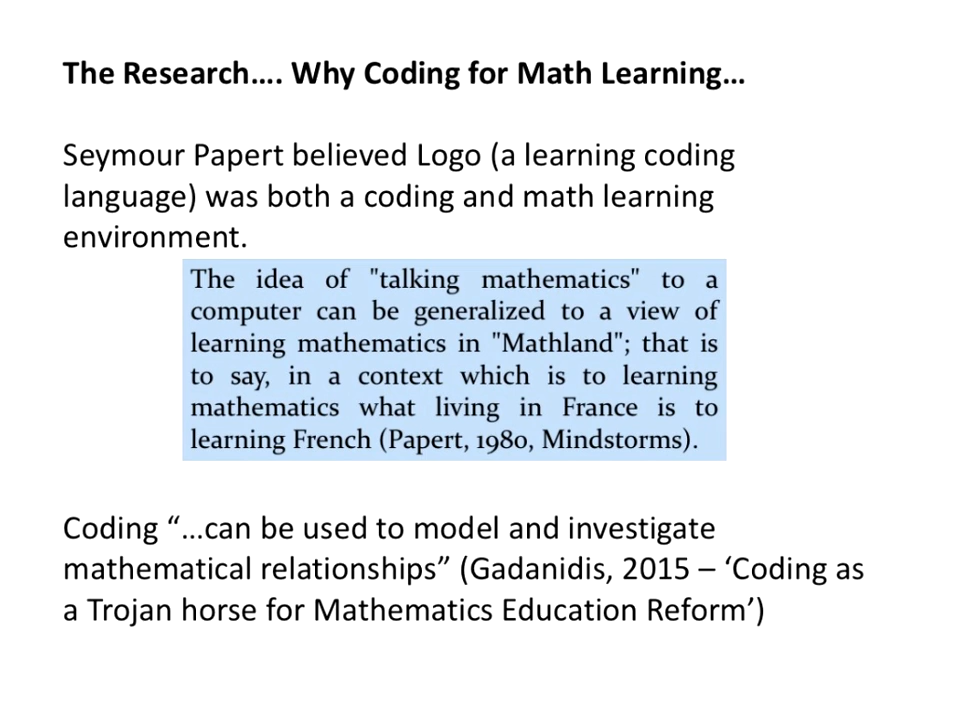 The Research…. Why Coding for Math Learning…
Seymour Papert believed Logo (a learning coding
language) was both a coding and math learning
environment.
The idea of "talking mathematics" to a
computer can be generalized to a view of
learning mathematics in "Mathland"; that is
to say, in a context which is to learning
mathematics what living in France is to
learning French (Papert, 1980, Mindstorms).
Coding “…can be used to model and investigate
mathematical relationships” (Gadanidis, 2015 – ‘Coding as
a Trojan horse for Mathematics Education Reform’)